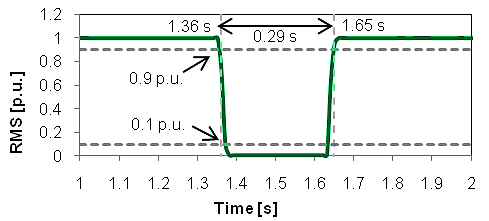 1.36 s
1.65 s
0.29 s
0.9 p.u.
0.1 p.u.
1.2
1
0.8
0.6
0.4
0.2
0
RMS [p.u.]
1 1.1 1.2 1.3 1.4 1.5 1.6 1.7 1.8 1.9 2
Time [s]